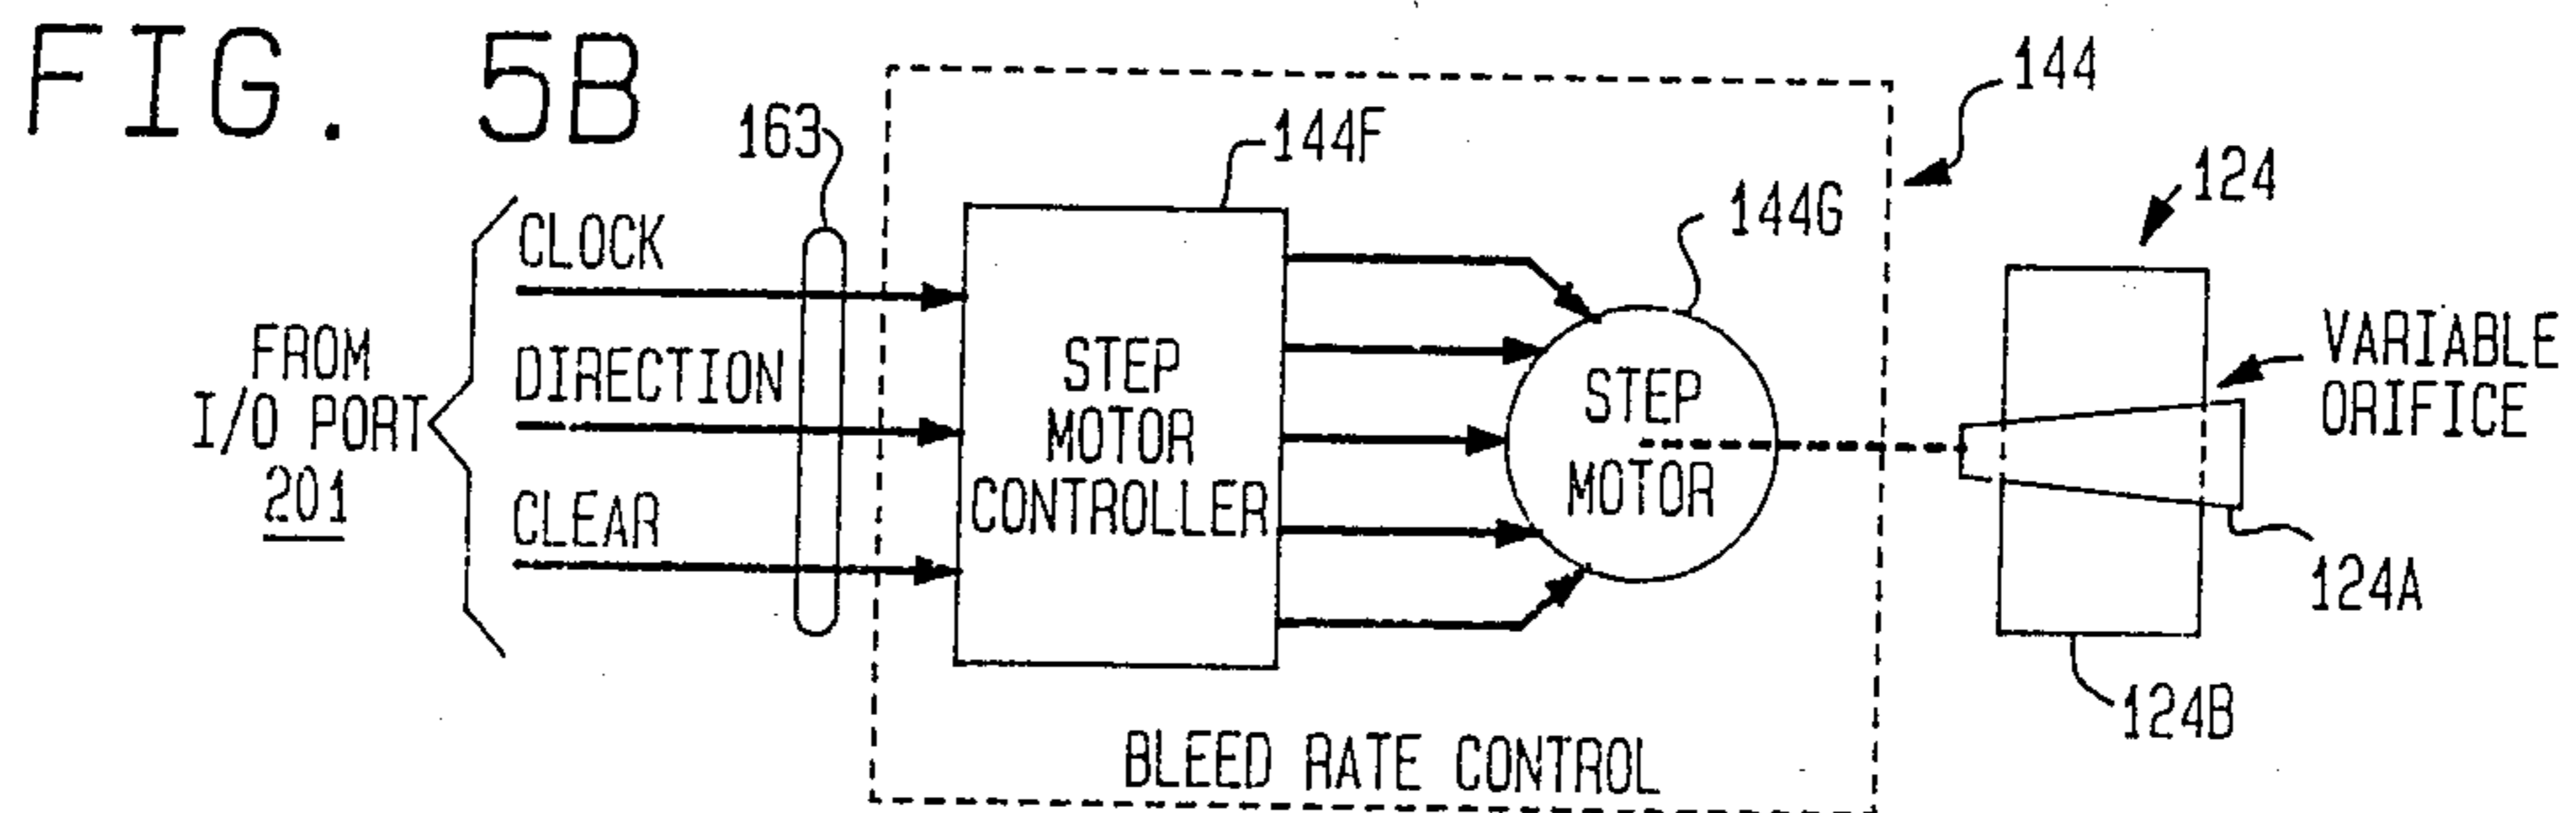 FIG. 5B
163
144F
144
144G
124
CLOCK
DIRECTION
CLEAR
FROM
I/O PORT
201
STEP
MOTOR
CONTROLLER
STEP
MOTOR
VARIABLE
ORIFICE
124A
124B
BLEED RATE CONTROL